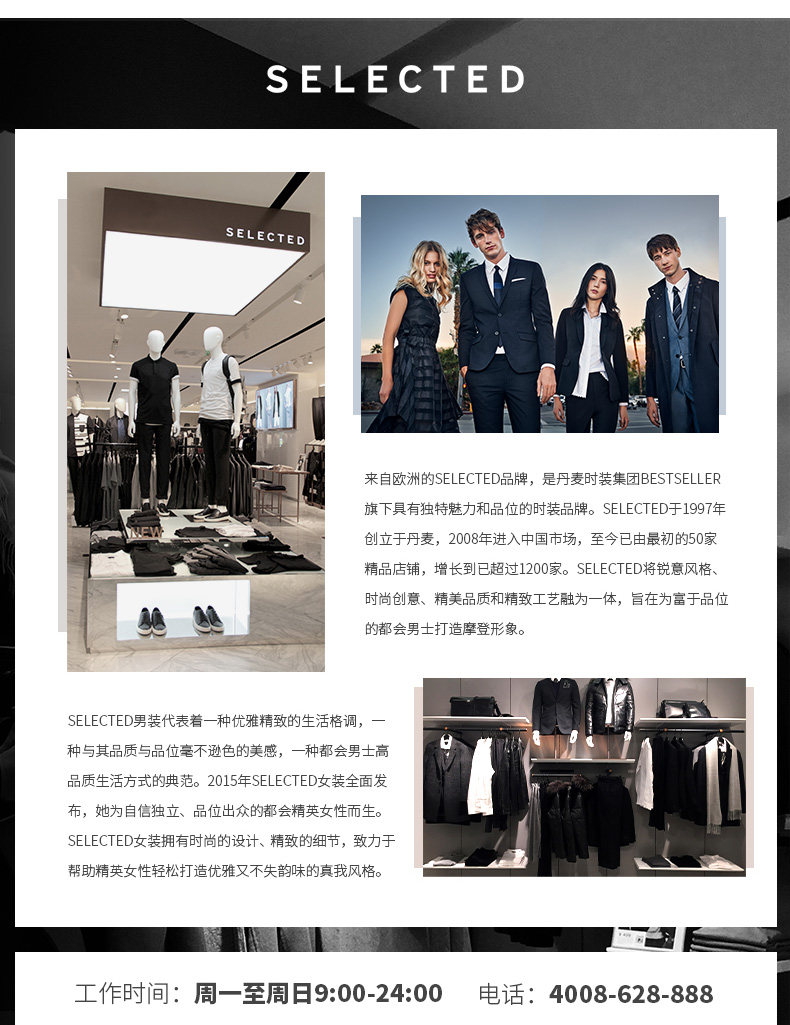 SELECTED
SELECTED
来自欧洲的SELECTED品牌，是丹麦时装集团BESTSELLER
旗下具有独特魅力和品位的时装品牌。SELECTED于1997年
创立于丹麦，2008年进入中国市场，至今已由最初的50家
精品店铺，增长到已超过1200家。SELECTED将锐意风格、
时尚创意、精美品质和精致工艺融为一体，旨在为富于品位
的都会男士打造摩登形象。
NEW
SELECTED男装代表着一种优雅精致的生活格调，一
种与其品质与品位毫不逊色的美感，一种都会男士高
品质生活方式的典范。2015年SELECTED女装全面发
布，她为自信独立、品位出众的都会精英女性而生。
SELECTED女装拥有时尚的设计、精致的细节，致力于
帮助精英女性轻松打造优雅又不失韵味的真我风格。
工作时间：周一至周日9:00-24:00 电话：4008-628-888